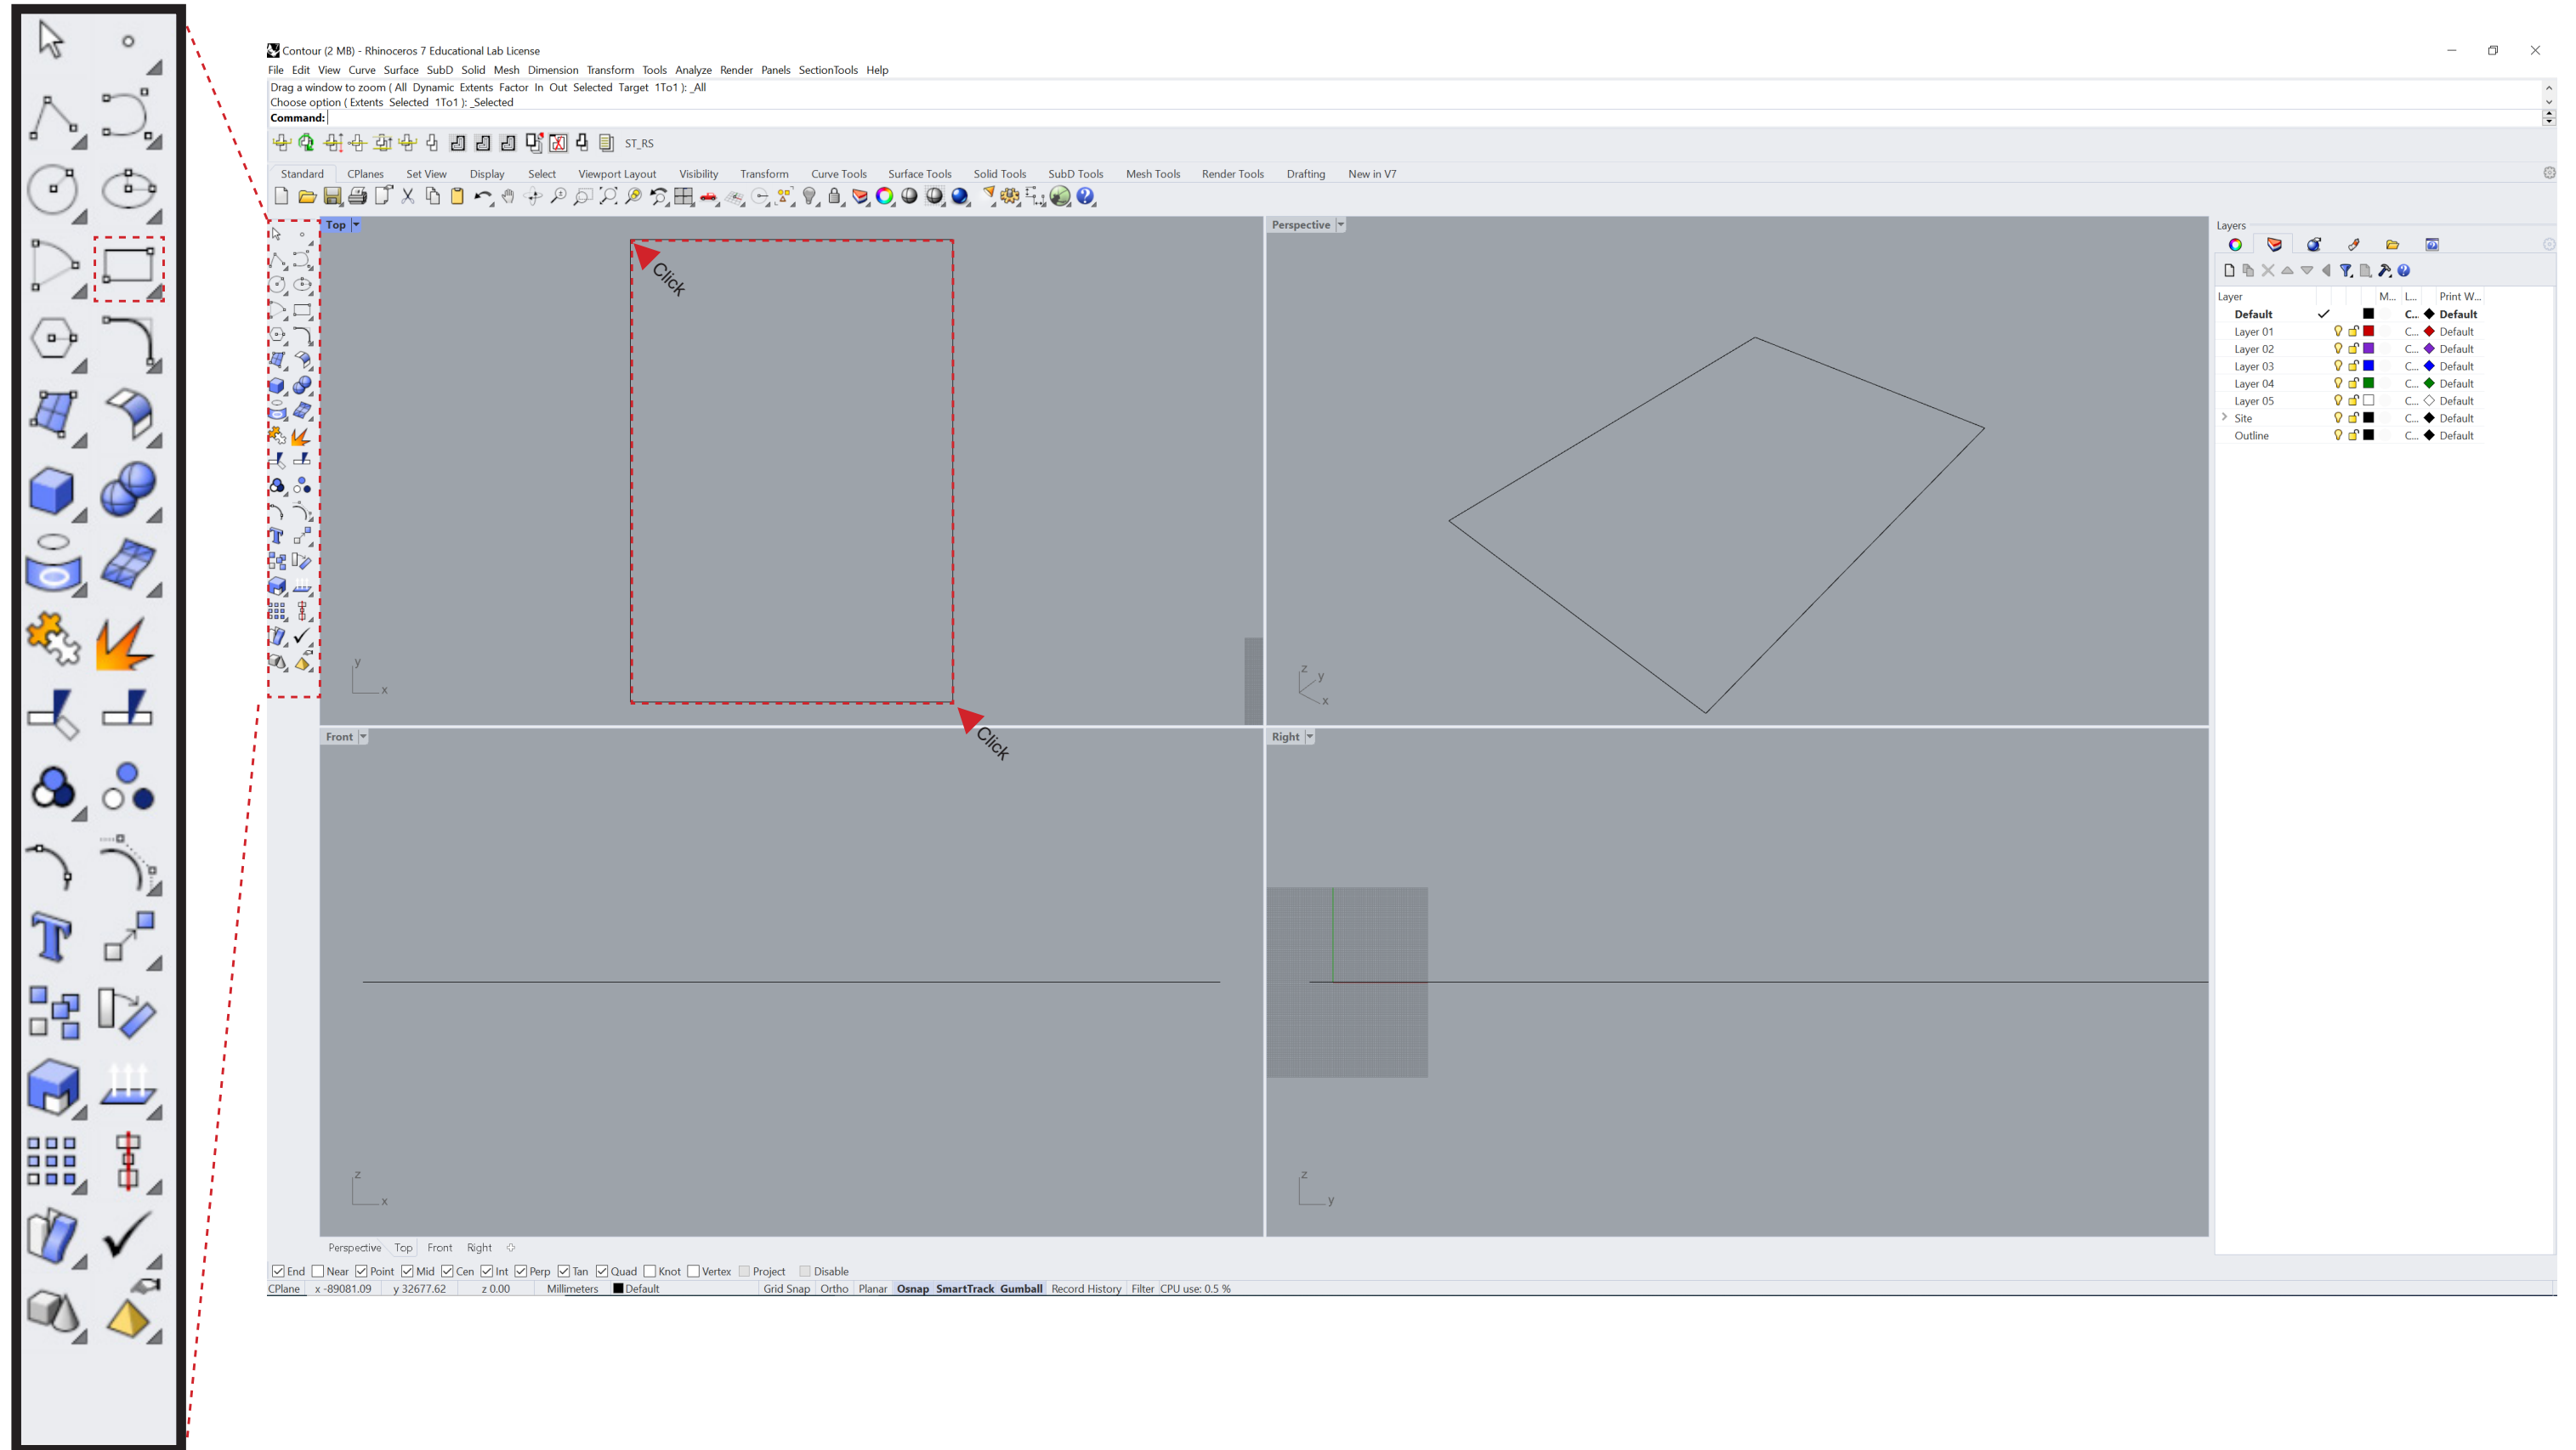 Contour (2 MB) - Rhinoceros 7 Educational Lab License
File Edit View Curve Surface SubD Solid Mesh Dimension Transform Tools Analyze Render Panels SectionTools Help
Drag a window to zoom ( All Dynamic Extents Factor In Out Selected Target 1To1 ): _All
Choose option ( Extents Selected 1To1 ): _Selected
Command:
ST_RS
Standard CPlanes Set View Display Select Viewport Layout Visibility Transform Curve Tools Surface Tools Solid Tools SubD Tools Mesh Tools Render Tools Drafting New in V7
Top
Click
Click
y
x
Perspective
z
y
x
Front
z
x
Right
z
y
Layers
Layer M... L... Print W...
Default C... Default
Layer 01 C... Default
Layer 02 C... Default
Layer 03 C... Default
Layer 04 C... Default
Layer 05 C... Default
Site C... Default
Outline C... Default
Perspective Top Front Right
End Near Point Mid Cen Int Perp Tan Quad Knot Vertex Project Disable
CPlane x -89081.09 y 32677.62 z 0.00 Millimeters Default Grid Snap Ortho Planar Osnap SmartTrack Gumball Record History Filter CPU use: 0.5 %